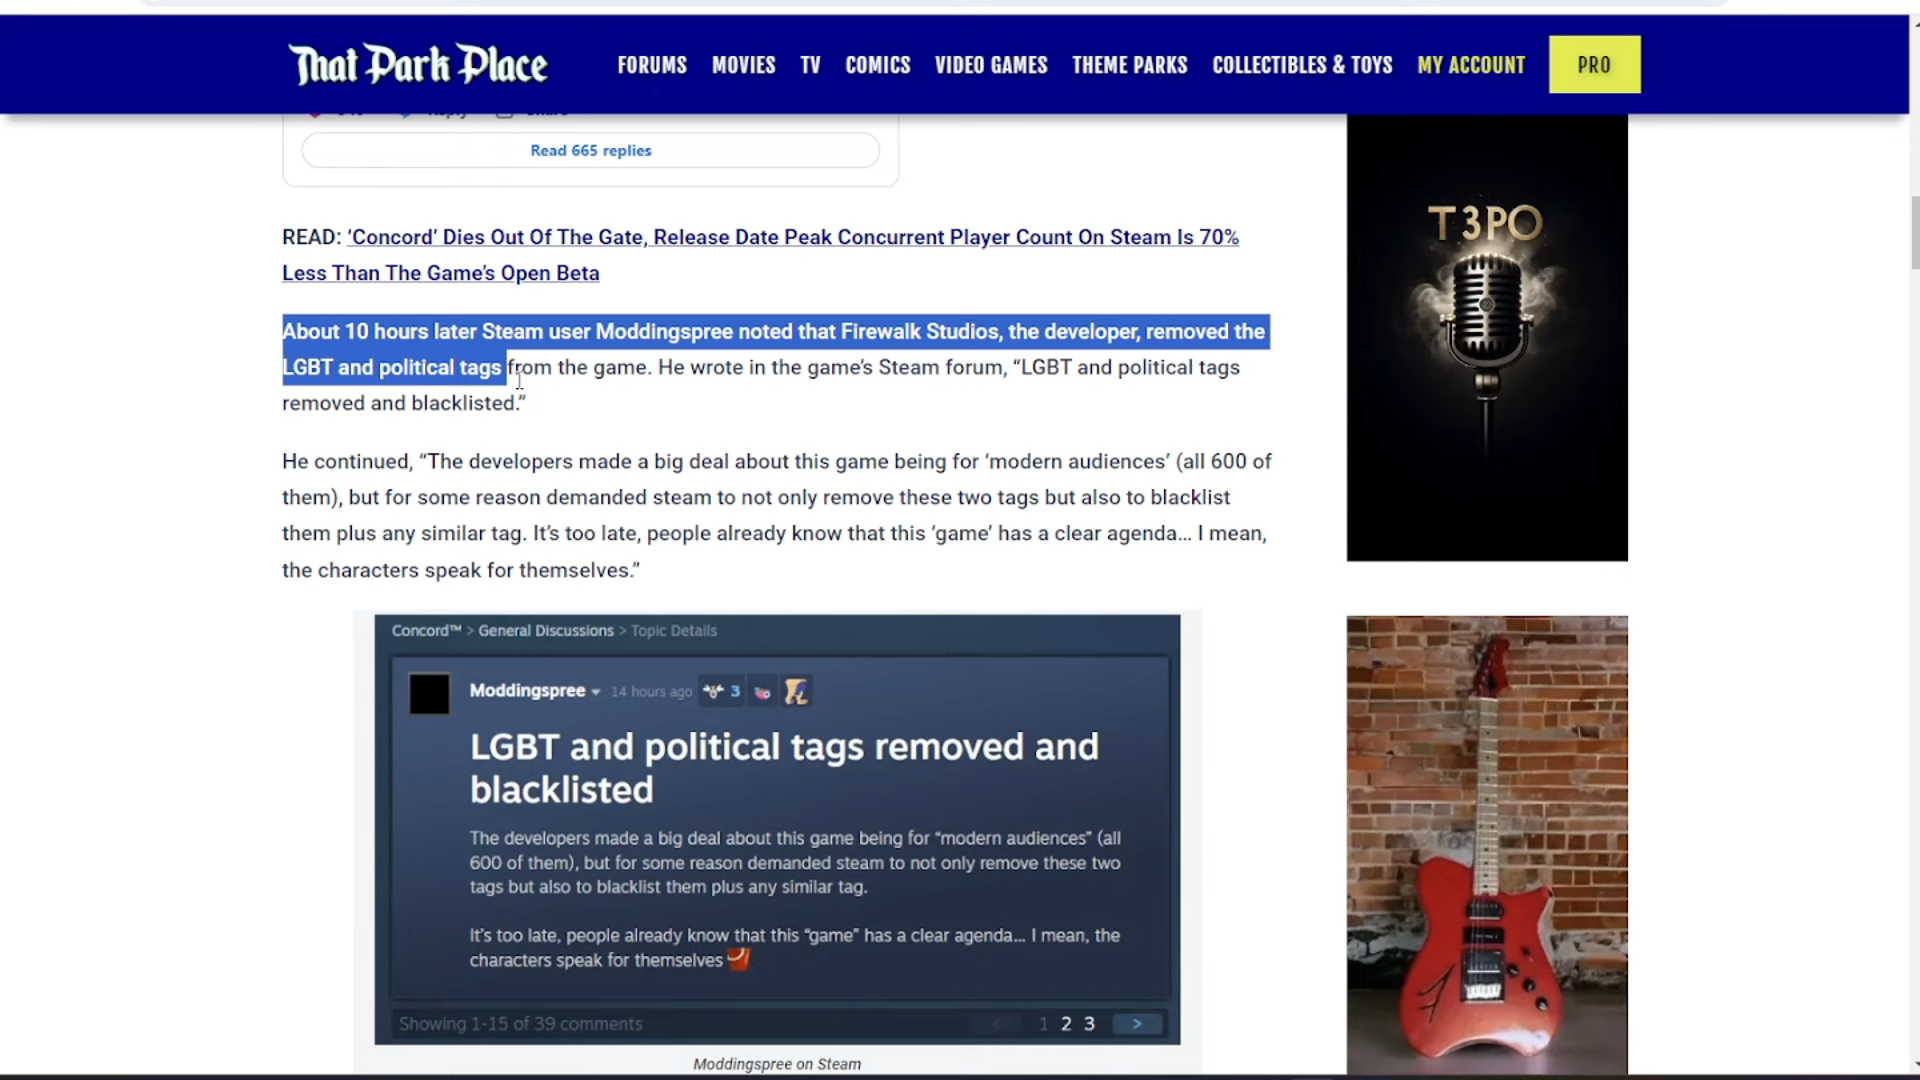 That Park Place
FORUMS MOVIES TV COMICS VIDEO GAMES THEME PARKS COLLECTIBLES & TOYS MY ACCOUNT PRO
Read 665 replies
READ: ‘Concord’ Dies Out Of The Gate, Release Date Peak Concurrent Player Count On Steam Is 70%
Less Than The Game’s Open Beta
About 10 hours later Steam user Moddingspree noted that Firewalk Studios, the developer, removed the
LGBT and political tags from the game. He wrote in the game’s Steam forum, “LGBT and political tags
removed and blacklisted.”
He continued, “The developers made a big deal about this game being for ‘modern audiences’ (all 600 of
them), but for some reason demanded steam to not only remove these two tags but also to blacklist
them plus any similar tag. It’s too late, people already know that this ‘game’ has a clear agenda… I mean,
the characters speak for themselves.”
Concord™ > General Discussions > Topic Details
Moddingspree 14 hours ago 3
LGBT and political tags removed and
blacklisted
The developers made a big deal about this game being for "modern audiences" (all
600 of them), but for some reason demanded steam to not only remove these two
tags but also to blacklist them plus any similar tag.
It's too late, people already know that this "game" has a clear agenda... I mean, the
characters speak for themselves
Showing 1-15 of 39 comments
< 1 2 3 >
Moddingspree on Steam
T3PO